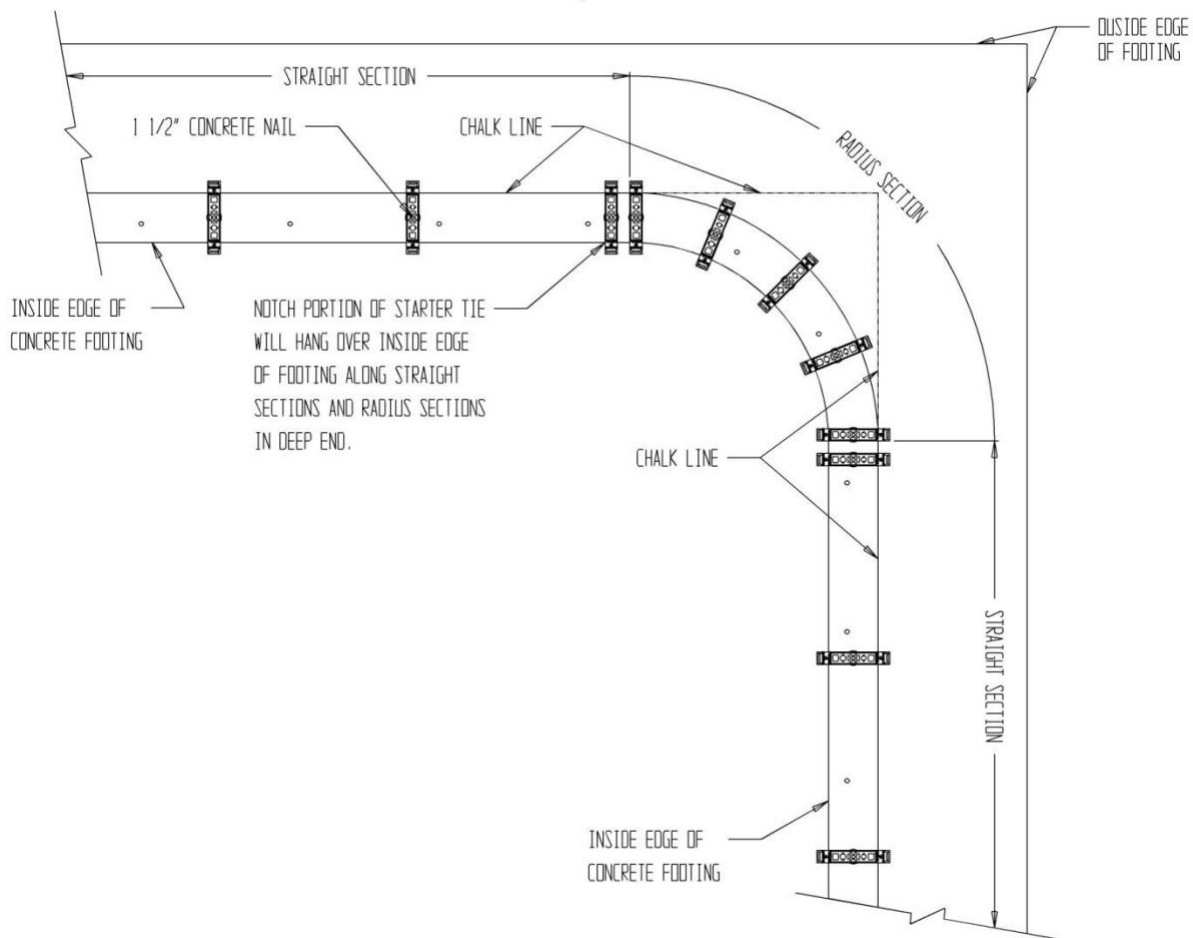 OUSIDE EDGE
OF FOOTING
STRAIGHT SECTION
1 1/2" CONCRETE NAIL
CHALK LINE
RADIUS SECTION
INSIDE EDGE OF
CONCRETE FOOTING
NOTCH PORTION OF STARTER TIE
WILL HANG OVER INSIDE EDGE
OF FOOTING ALONG STRAIGHT
SECTIONS AND RADIUS SECTIONS
IN DEEP END.
CHALK LINE
STRAIGHT SECTION
INSIDE EDGE OF
CONCRETE FOOTING